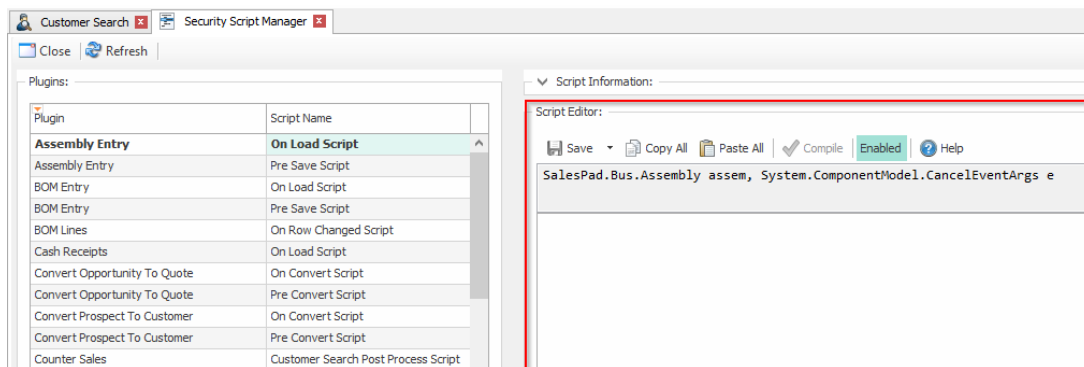 Customer Search
Security Script Manager
Close Refresh
Plugins:
Plugin Script Name
Assembly Entry On Load Script
Assembly Entry Pre Save Script
BOM Entry On Load Script
BOM Entry Pre Save Script
BOM Lines On Row Changed Script
Cash Receipts On Load Script
Convert Opportunity To Quote On Convert Script
Convert Opportunity To Quote Pre Convert Script
Convert Prospect To Customer On Convert Script
Convert Prospect To Customer Pre Convert Script
Counter Sales Customer Search Post Process Script
Script Information:
Script Editor:
Save Copy All Paste All Compile Enabled Help
SalesPad.Bus.Assembly assem, System.ComponentModel.CancelEventArgs e